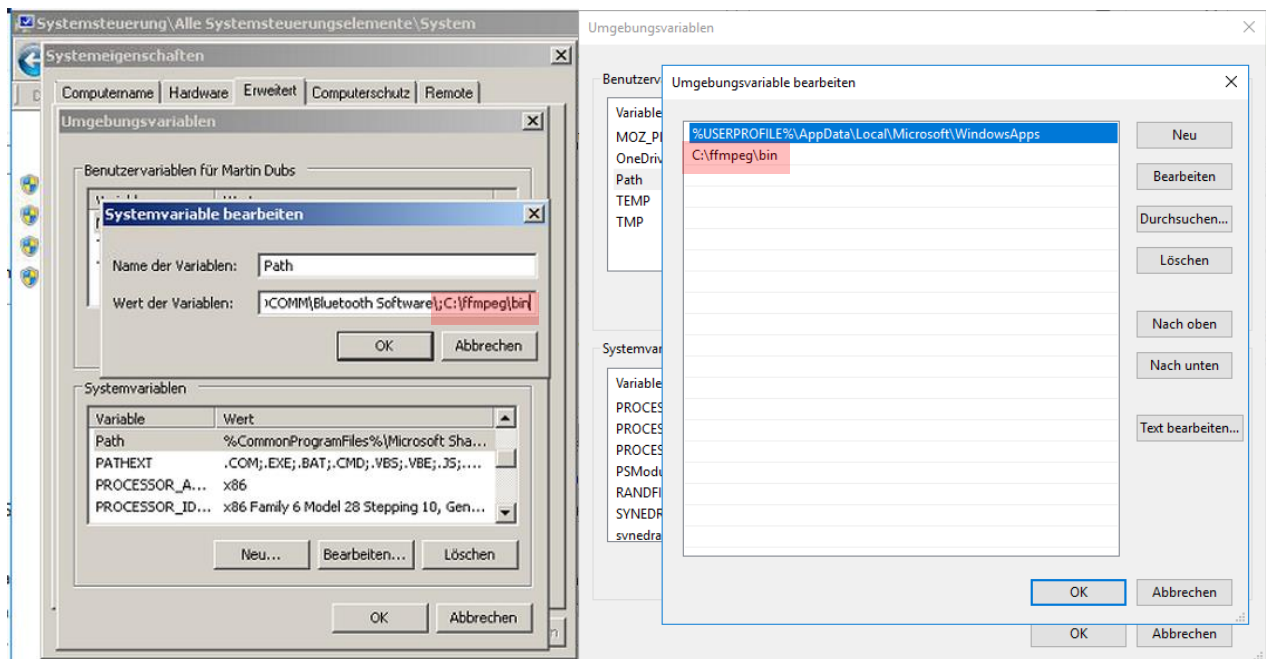 Systemsteuerung\Alle Systemsteuerungselemente\System
Systemeigenschaften
Computername
Hardware
Erweitert
Computerschutz
Remote
Umgebungsvariablen
Benutzervariablen für Martin Dubs
Systemvariable bearbeiten
Name der Variablen:
Path
Wert der Variablen:
COMM\Bluetooth Software\;C:\ffmpeg\bin
OK
Abbrechen
Systemvariablen
Variable Wert
Path %CommonProgramFiles%\Microsoft Sha...
PATHEXT .COM;.EXE;.BAT;.CMD;.VBS;.VBE;.JS;....
PROCESSOR_A... x86
PROCESSOR_ID... x86 Family 6 Model 28 Stepping 10, Gen...
Neu...
Bearbeiten...
Löschen
OK
Abbrechen
Umgebungsvariablen
Benutzerv
Variable
MOZ_Pl
OneDriv
Path
TEMP
TMP
Systemvar
Variable
PROCES
PROCES
PROCES
PSModu
RANDFI
SYNEDR
synedra
Umgebungsvariable bearbeiten
%USERPROFILE%\AppData\Local\Microsoft\WindowsApps
C:\ffmpeg\bin
Neu
Bearbeiten
Durchsuchen...
Löschen
Nach oben
Nach unten
Text bearbeiten...
OK
Abbrechen
OK
Abbrechen